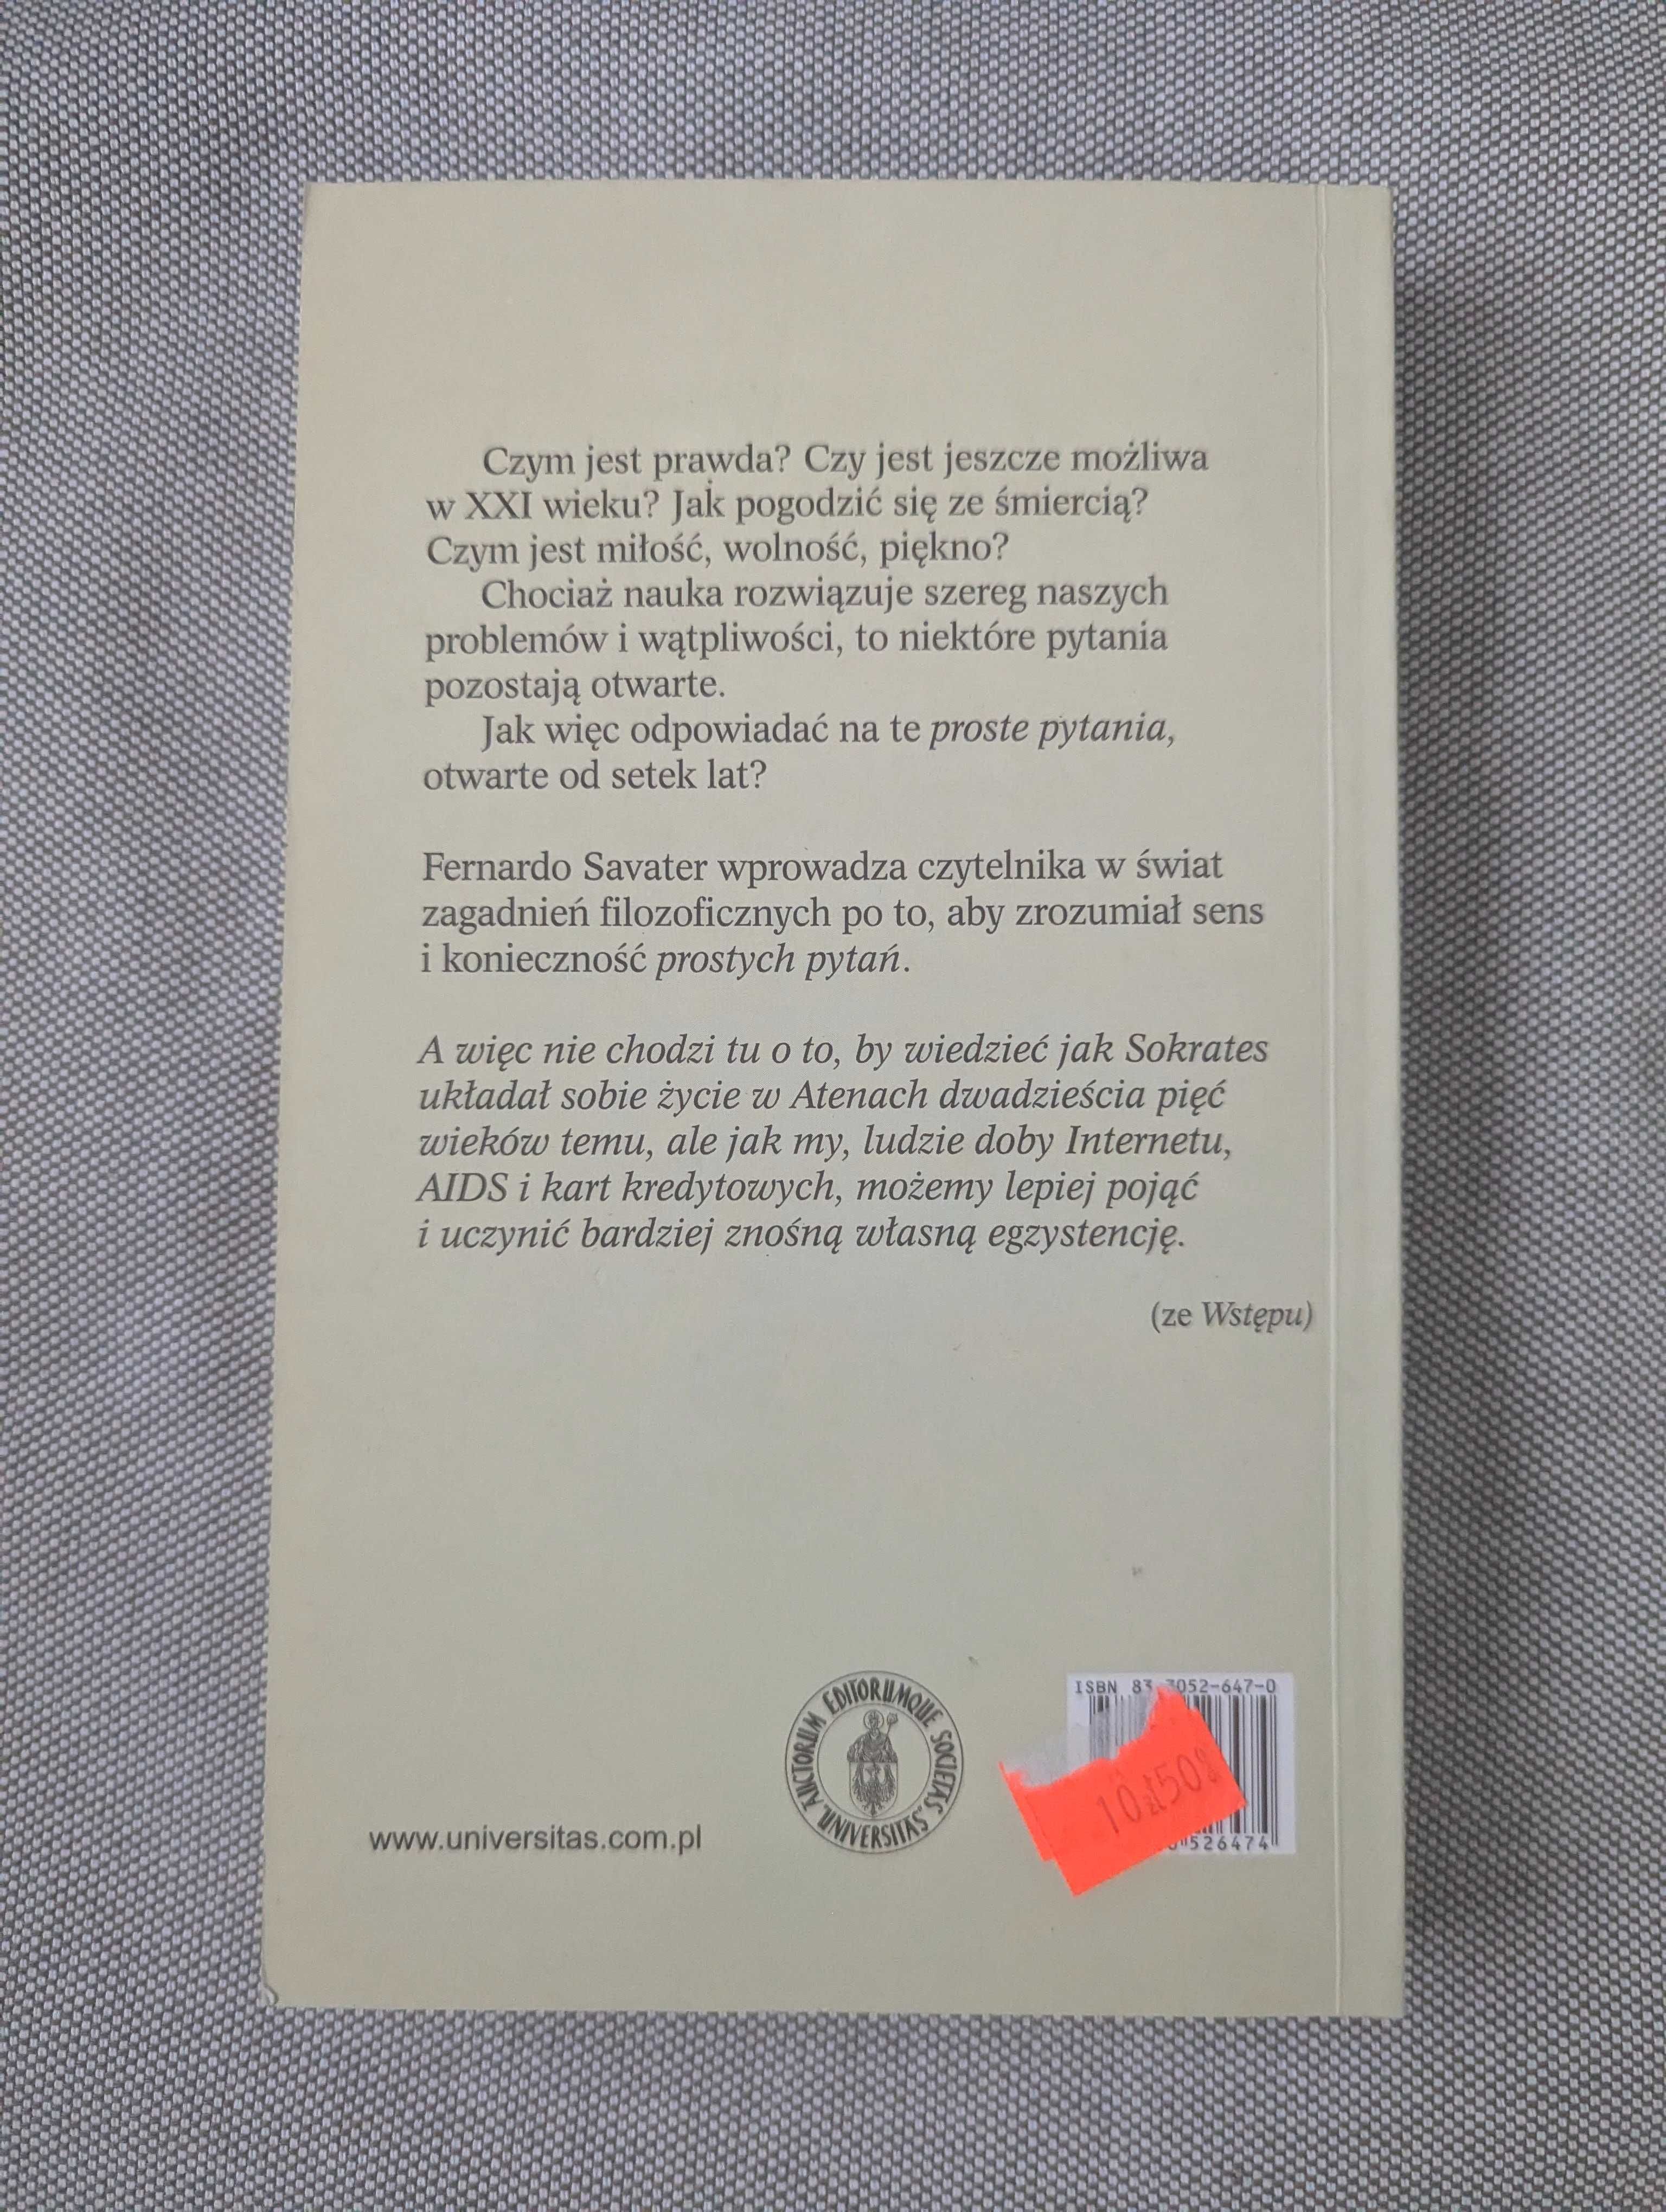 Czym jest prawda? Czy jest jeszcze możliwa
w XXI wieku? Jak pogodzić się ze śmiercią?
Czym jest miłość, wolność, piękno?
Chociaż nauka rozwiązuje szereg naszych
problemów i wątpliwości, to niektóre pytania
pozostają otwarte.
Jak więc odpowiadać na te proste pytania,
otwarte od setek lat?
Fernardo Savater wprowadza czytelnika w świat
zagadnień filozoficznych po to, aby zrozumiał sens
i konieczność prostych pytań.
A więc nie chodzi tu o to, by wiedzieć jak Sokrates
układał sobie życie w Atenach dwadzieścia pięć
wieków temu, ale jak my, ludzie doby Internetu,
AIDS i kart kredytowych, możemy lepiej pojąć
i uczynić bardziej znośną własną egzystencję.
(ze Wstępu)
www.universitas.com.pl
AUCTORUM EDITORUMQUE SOCIETAS
"UNIVERSITAS"
ISBN 83 7052-647-0
10 zł 50
526474